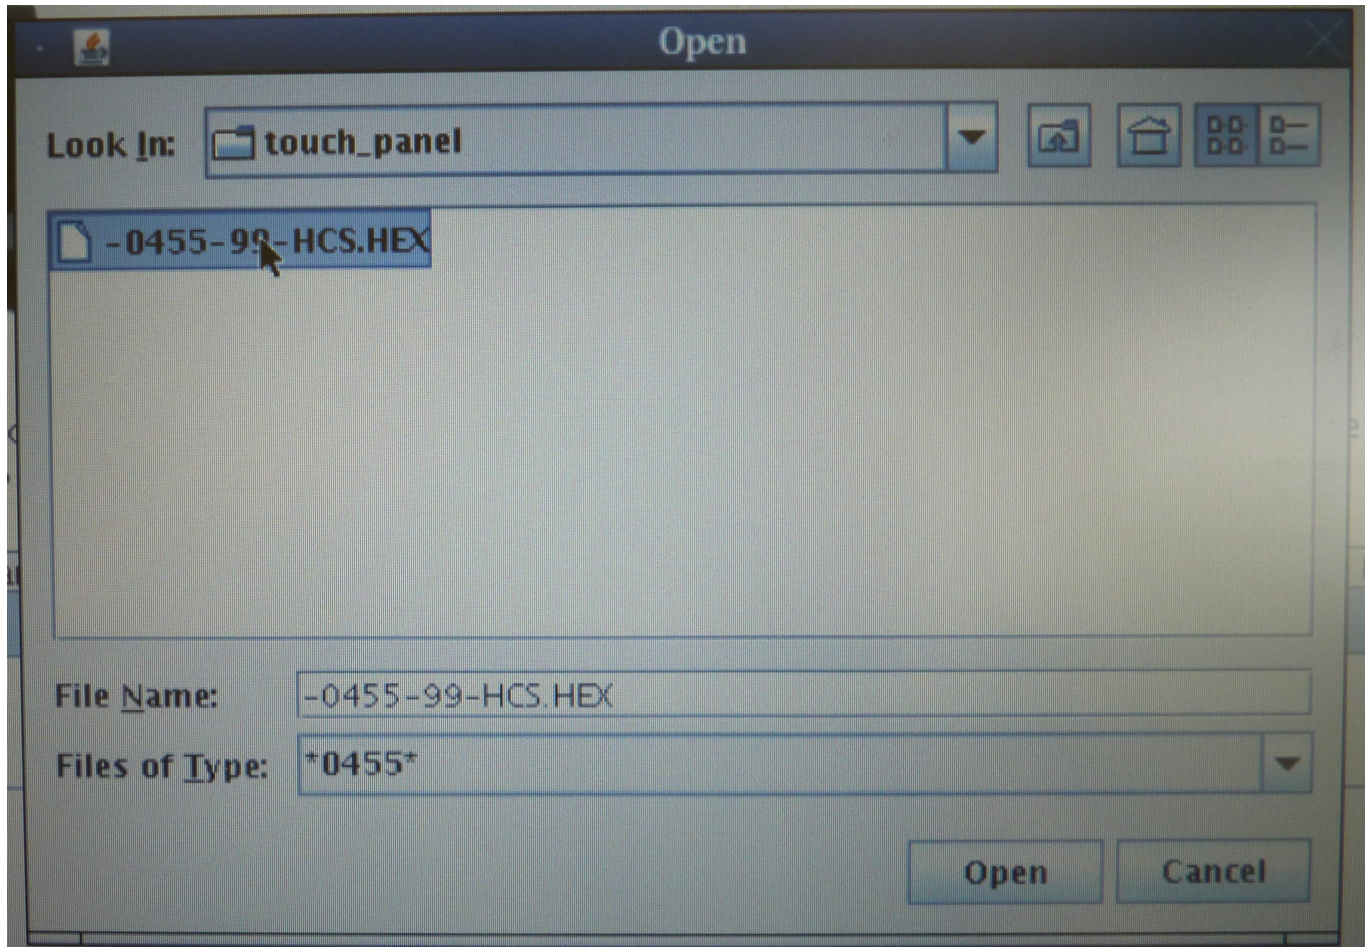 Open
Look In: touch_panel
-0455-99-HCS.HEX
File Name: -0455-99-HCS.HEX
Files of Type: *0455*
Open Cancel